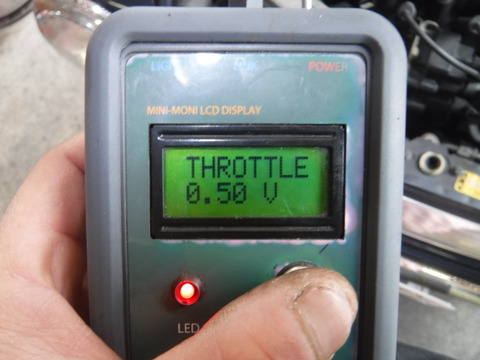 POWER
MINI-MONI LCD DISPLAY
THROTTLE
0.50 V
LED